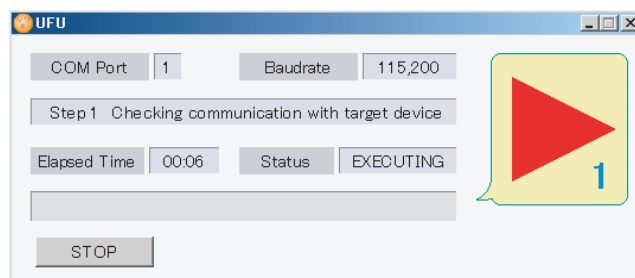 UFU
COM Port 1 Baudrate 115,200
Step 1 Checking communication with target device
Elapsed Time 00:06 Status EXECUTING
1
STOP